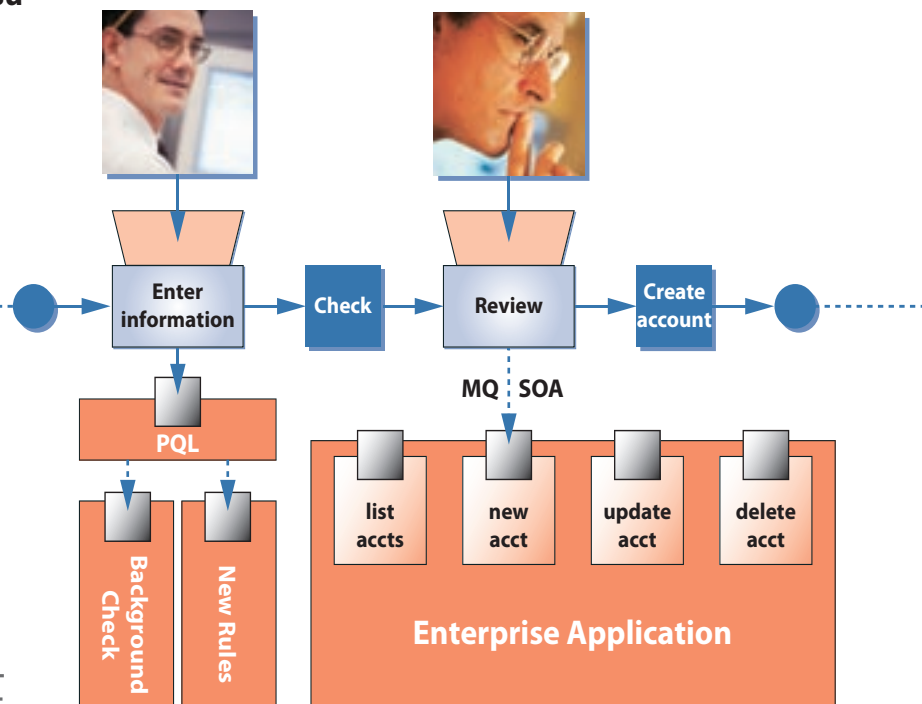 Enter
information
Check
Review
Create
account
MQ
SOA
PQL
list
accts
new
acct
update
acct
delete
acct
Background
Check
New Rules
Enterprise Application